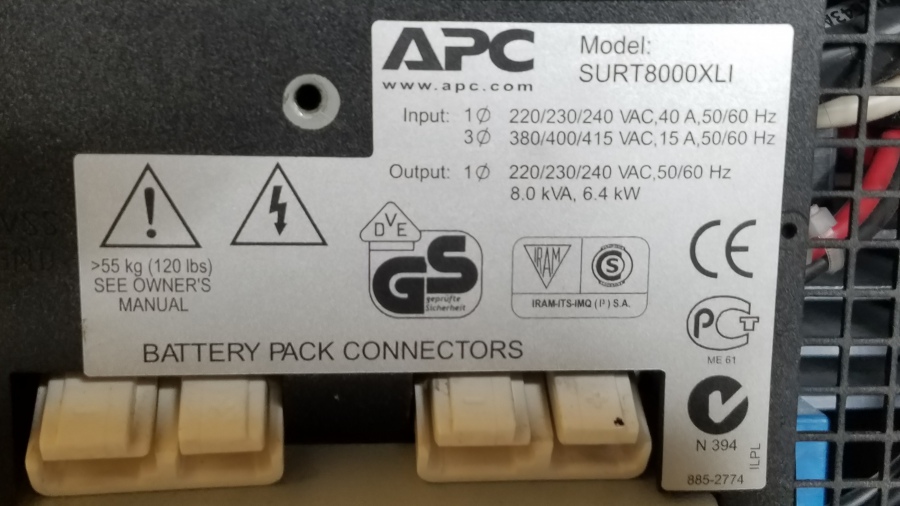 APC
www.apc.com
Model:
SURT8000XLI
Input: 1∅ 220/230/240 VAC,40 A,50/60 Hz
3∅ 380/400/415 VAC,15 A,50/60 Hz
Output: 1∅ 220/230/240 VAC,50/60 Hz
8.0 kVA, 6.4 kW
>55 kg (120 lbs)
SEE OWNER'S
MANUAL
DVE
GS
geprüfte
Sicherheit
IRAM
S
IRAM-ITS-IMQ (I³) S.A.
CE
PCT
ME 61
N 394
ILPL
885-2774
BATTERY PACK CONNECTORS